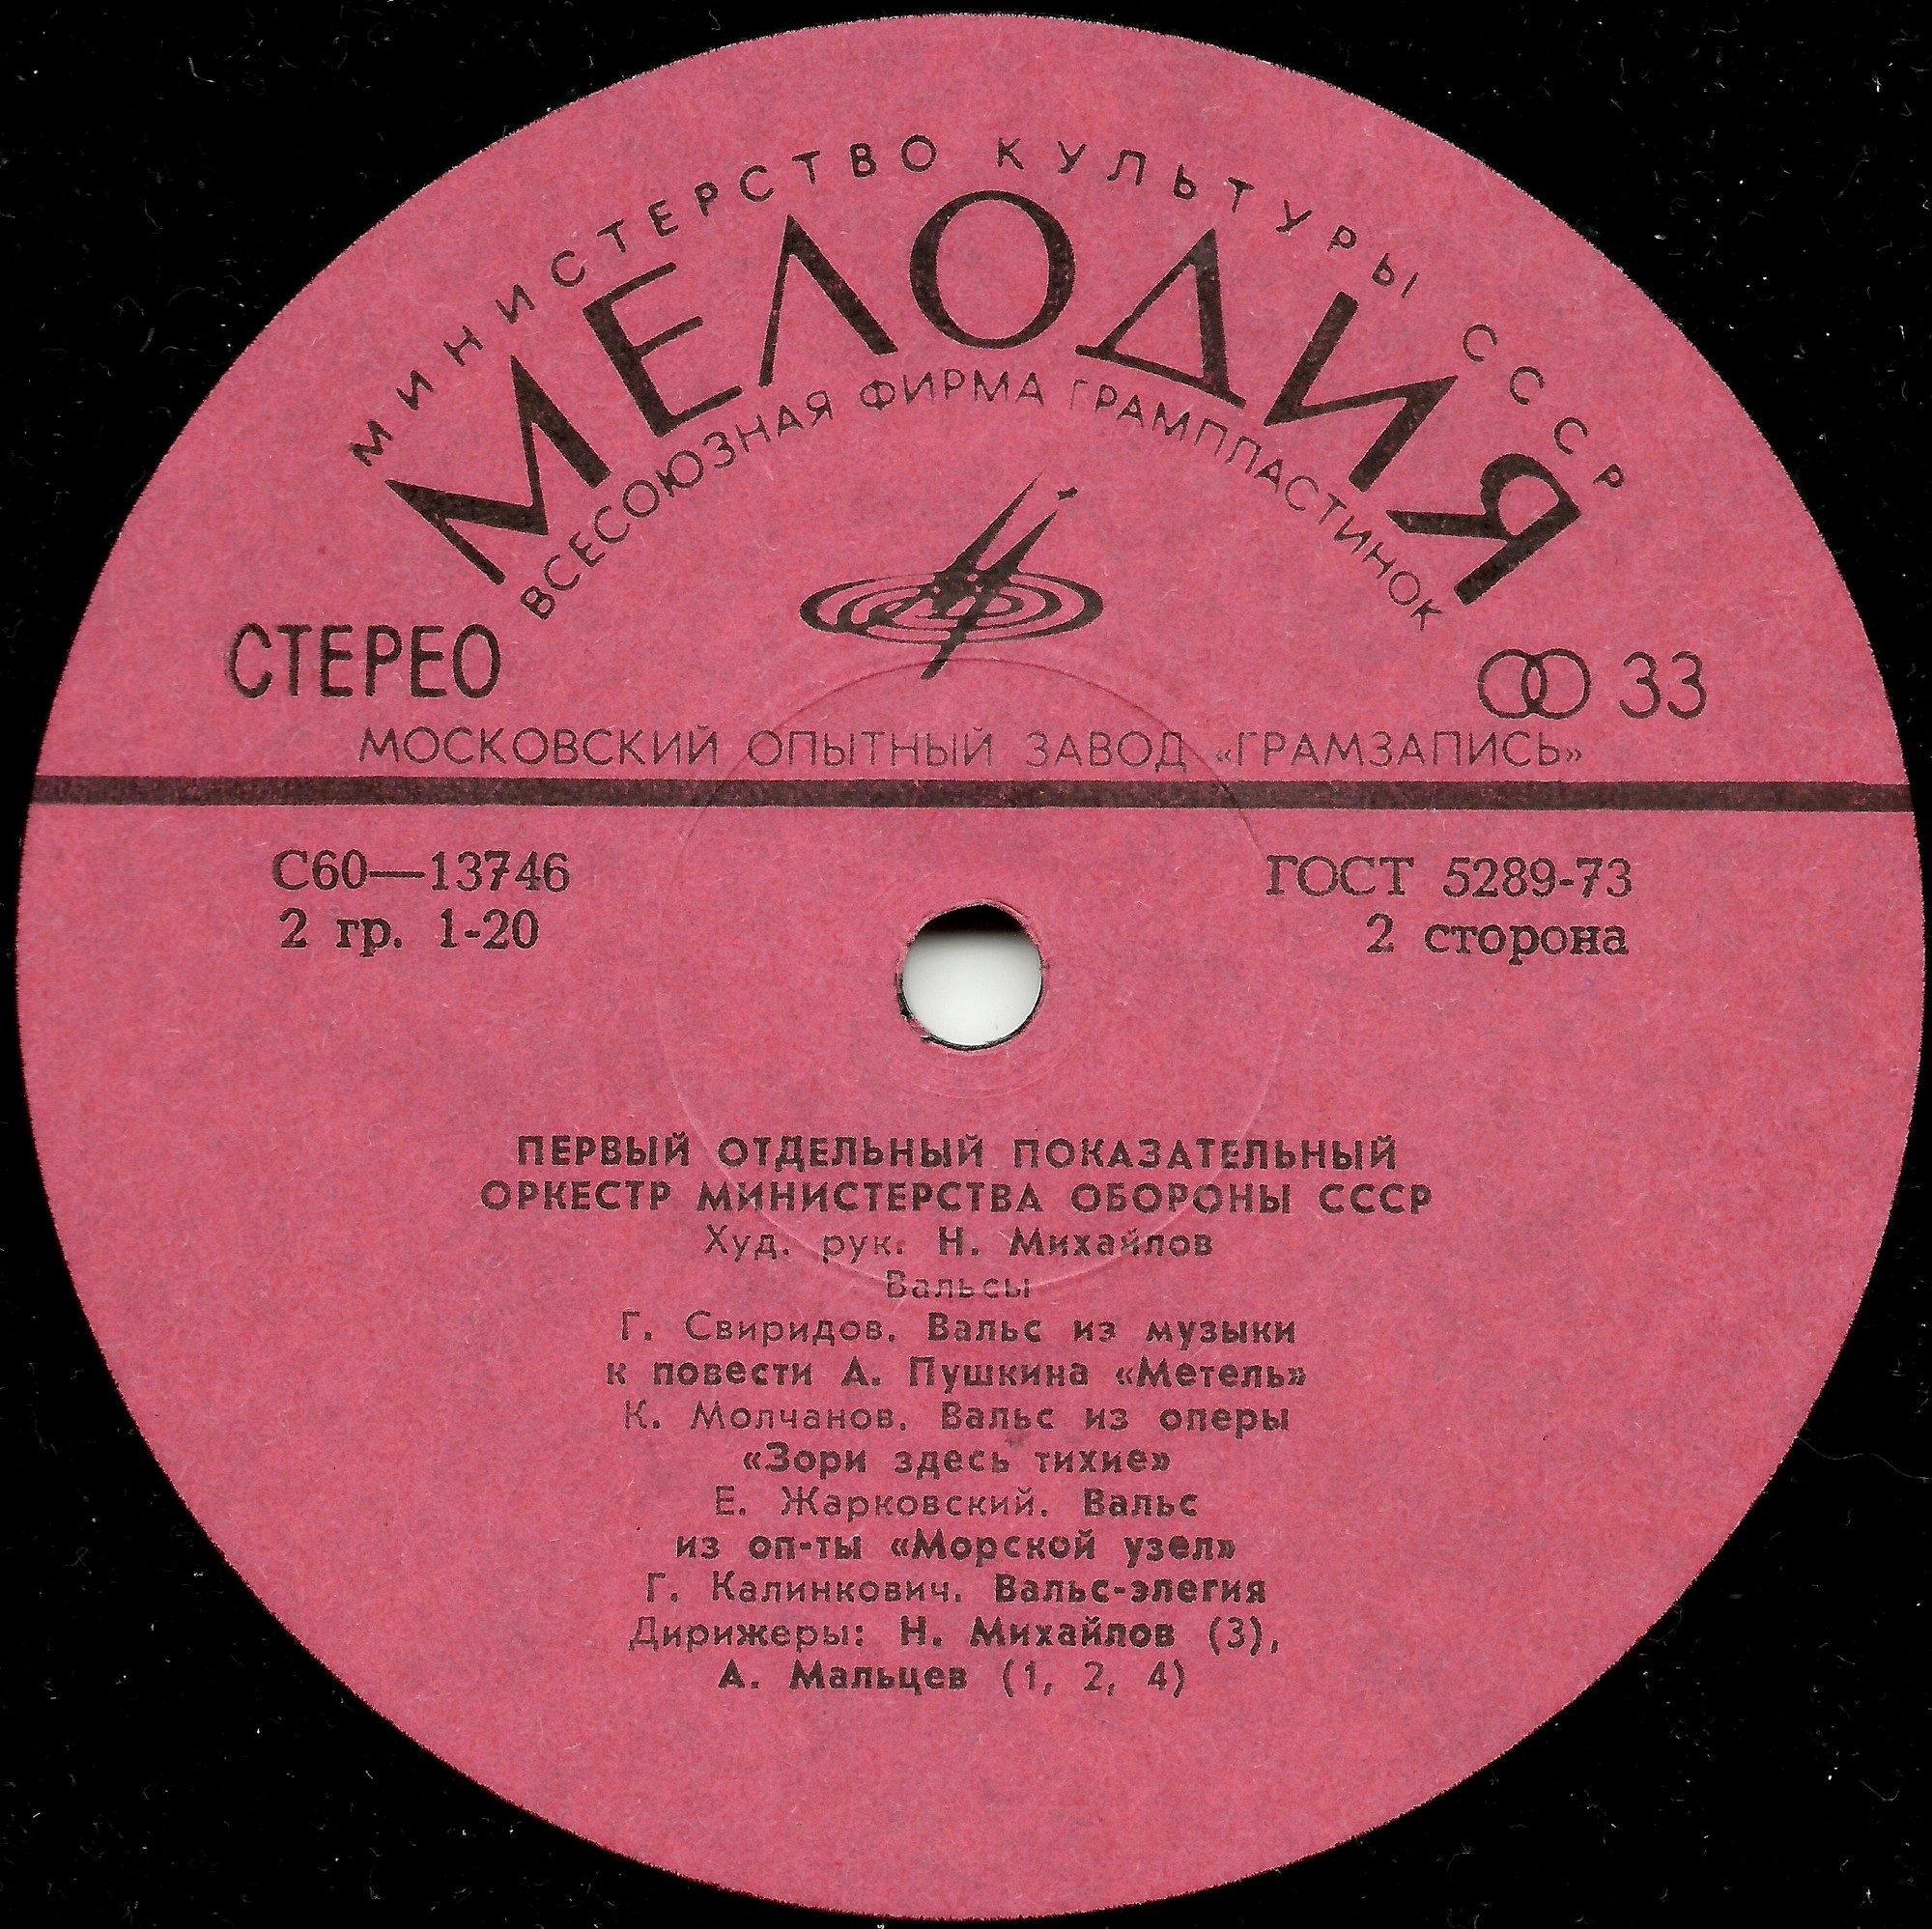 МИНИСТЕРСТВО КУЛЬТУРЫ СССР
МЕЛОДИЯ
ВСЕСОЮЗНАЯ ФИРМА ГРАМПЛАСТИНОК
СТЕРЕО
33
МОСКОВСКИЙ ОПЫТНЫЙ ЗАВОД «ГРАМЗАПИСЬ»
С60—13746
ГОСТ 5289-73
2 гр. 1-20
2 сторона
ПЕРВЫЙ ОТДЕЛЬНЫЙ ПОКАЗАТЕЛЬНЫЙ
ОРКЕСТР МИНИСТЕРСТВА ОБОРОНЫ СССР
Худ. рук. Н. Михайлов
Вальсы
Г. Свиридов. Вальс из музыки
к повести А. Пушкина «Метель»
К. Молчанов. Вальс из оперы
«Зори здесь тихие»
Е. Жарковский. Вальс
из оп-ты «Морской узел»
Г. Калинкович. Вальс-элегия
Дирижеры: Н. Михайлов (3),
А. Мальцев (1, 2, 4)